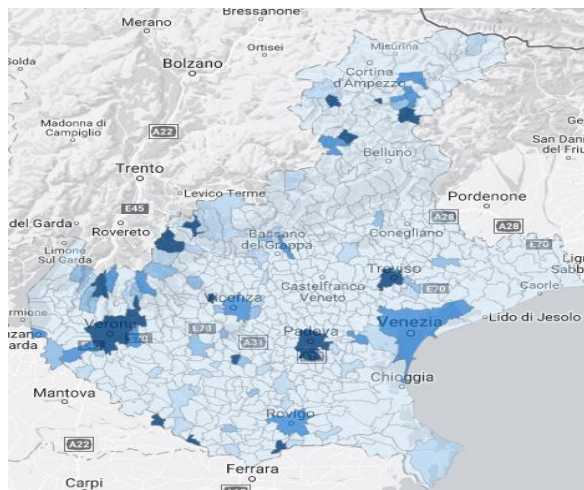 Bressanone
Merano
Ortisei
Misurina
Bolzano
Cortina
d'Ampezzo
Madonna di
Campiglio
A22
Belluno
San Dani
del Friu
Trento
Levico Terme
Pordenone
E45
A28
A28
del Garda
Rovereto
Bassano
del Grappa
Conegliano
E70
Limone
Sul Garda
Treviso
Castelfranco
Veneto
E70
Caorle
Vicenza
Verona
E70
Padova
Venezia
Lido di Jesolo
A31
E70
Mantova
Chioggia
Rovigo
A22
Ferrara
Carpi